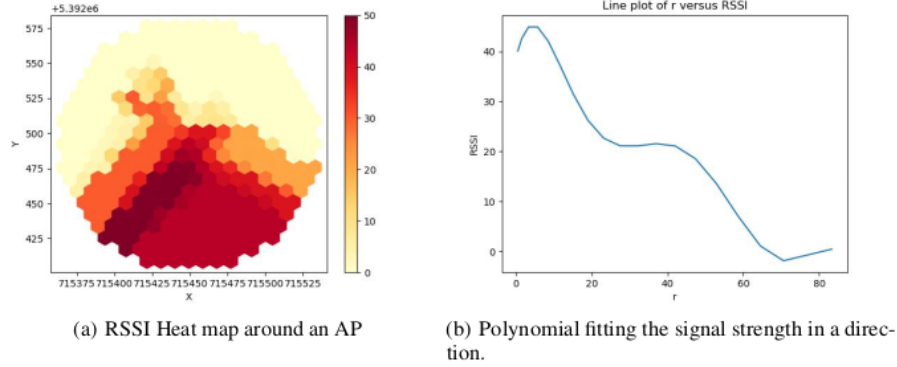 +5.392e6
575
550
525
500
475
450
425
Y
715375 715400 715425 715450 715475 715500 715525
X
50
40
30
20
10
0
(a) RSSI Heat map around an AP
Line plot of r versus RSSI
40
30
20
10
0
RSSI
0 20 40 60 80
r
(b) Polynomial fitting the signal strength in a direc-
tion.